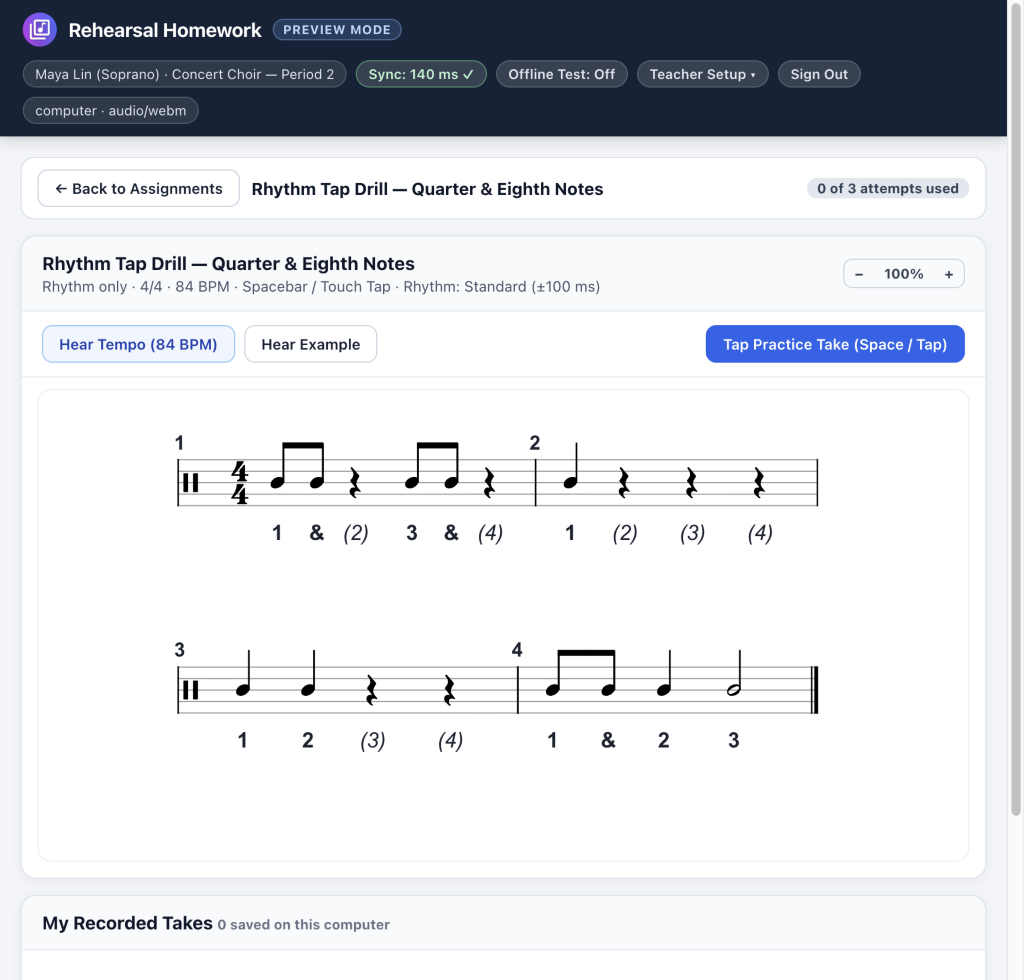 Rehearsal Homework PREVIEW MODE
Maya Lin (Soprano) · Concert Choir — Period 2 Sync: 140 ms ✓ Offline Test: Off Teacher Setup ▾ Sign Out
computer · audio/webm
← Back to Assignments Rhythm Tap Drill — Quarter & Eighth Notes 0 of 3 attempts used
Rhythm Tap Drill — Quarter & Eighth Notes
Rhythm only · 4/4 · 84 BPM · Spacebar / Touch Tap · Rhythm: Standard (±100 ms)
− 100% +
Hear Tempo (84 BPM) Hear Example Tap Practice Take (Space / Tap)
1 2
4
4
1 & (2) 3 & (4) 1 (2) (3) (4)
3 4
1 2 (3) (4) 1 & 2 3
My Recorded Takes 0 saved on this computer